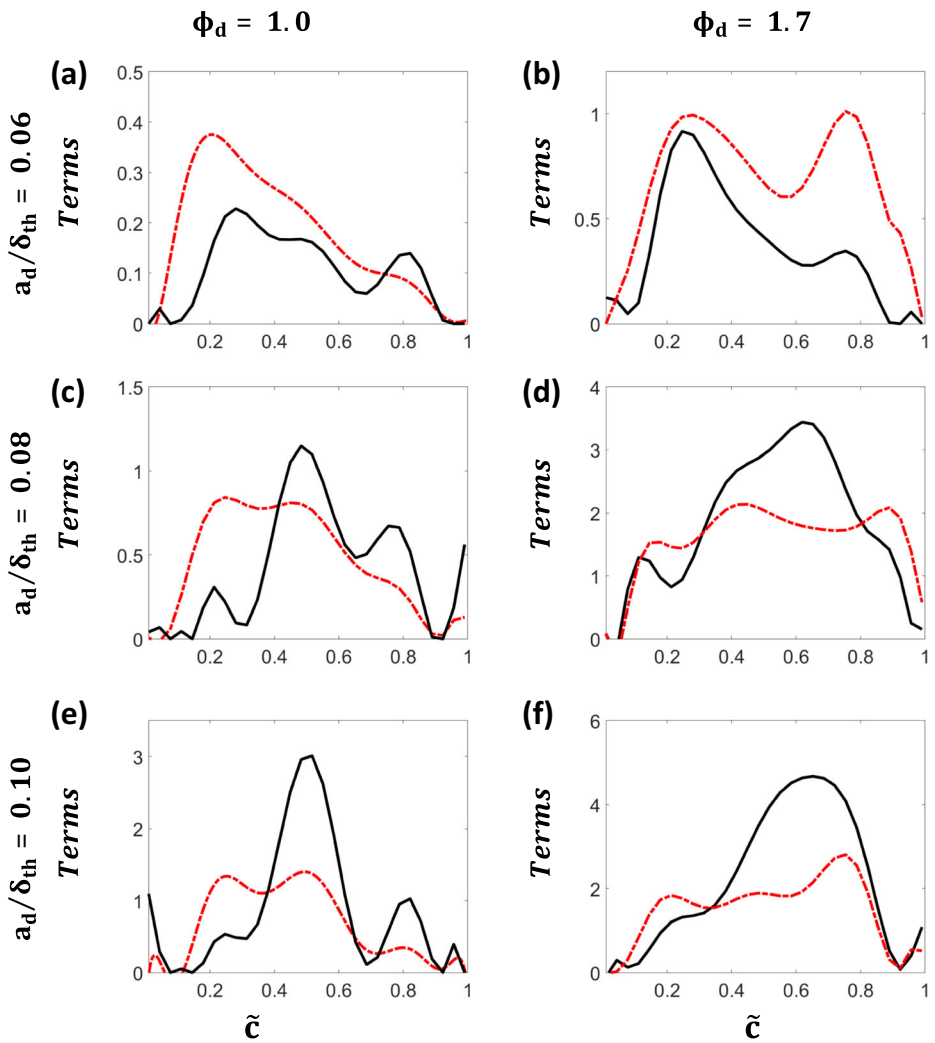 ϕd = 1.0 ϕd = 1.7
ad/δth = 0.06
(a)
Terms
0.5
0.4
0.3
0.2
0.1
0
0.2 0.4 0.6 0.8 1
(b)
Terms
1
0.5
0
0.2 0.4 0.6 0.8 1
ad/δth = 0.08
(c)
Terms
1.5
1
0.5
0
0.2 0.4 0.6 0.8 1
(d)
Terms
4
3
2
1
0
0.2 0.4 0.6 0.8 1
ad/δth = 0.10
(e)
Terms
3
2
1
0
0.2 0.4 0.6 0.8 1
c̃
(f)
Terms
6
4
2
0
0.2 0.4 0.6 0.8 1
c̃